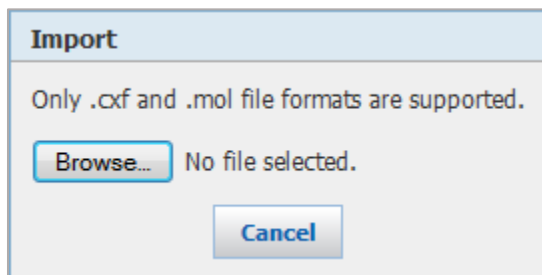 Import
Only .cxf and .mol file formats are supported.
Browse... No file selected.
Cancel